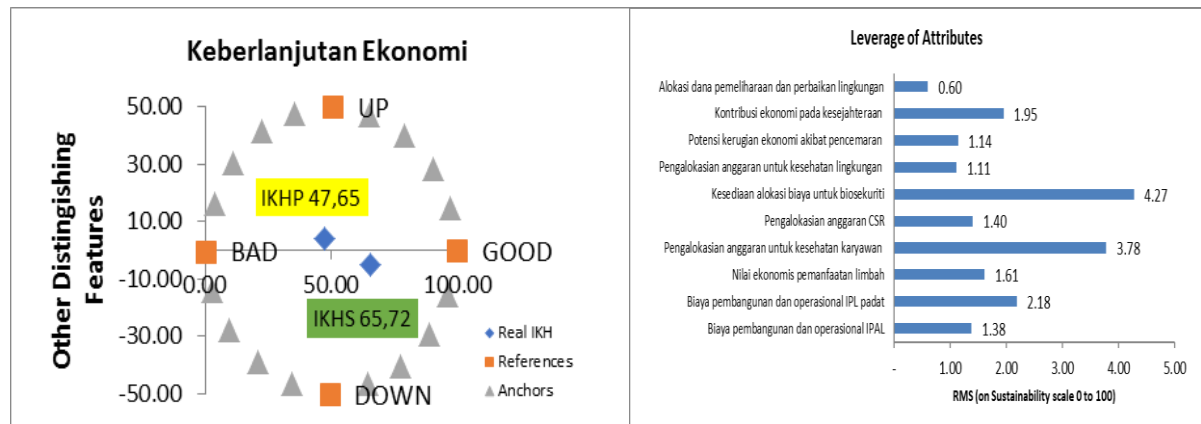 Keberlanjutan Ekonomi
Other Distingishing
Features
50.00
30.00
10.00
-10.00
-30.00
-50.00
0.00
50.00
100.00
UP
BAD
GOOD
DOWN
IKHP 47,65
IKHS 65,72
Real IKH
References
Anchors
Leverage of Attributes
Alokasi dana pemeliharaan dan perbaikan lingkungan
0.60
Kontribusi ekonomi pada kesejahteraan
1.95
Potensi kerugian ekonomi akibat pencemaran
1.14
Pengalokasian anggaran untuk kesehatan lingkungan
1.11
Kesediaan alokasi biaya untuk biosekuriti
4.27
Pengalokasian anggaran CSR
1.40
Pengalokasian anggaran untuk kesehatan karyawan
3.78
Nilai ekonomis pemanfaatan limbah
1.61
Biaya pembangunan dan operasional IPL padat
2.18
Biaya pembangunan dan operasional IPAL
1.38
-
1.00
2.00
3.00
4.00
5.00
RMS (on Sustainability scale 0 to 100)